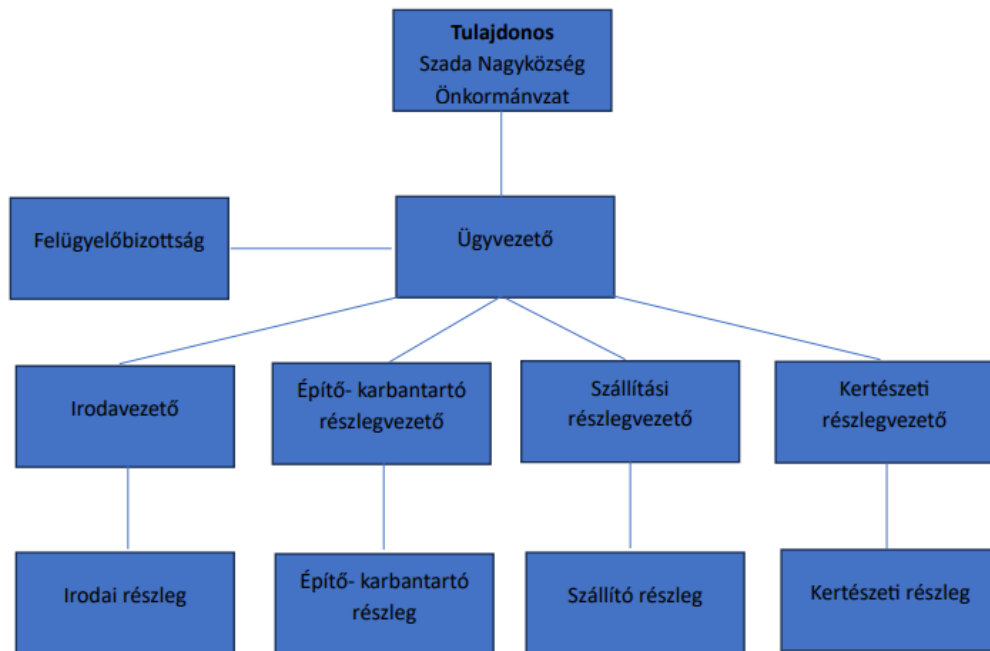 Tulajdonos
Szada Nagyközség
Önkormányzat
Felügyelőbizottság
Ügyvezető
Irodavezető
Építő- karbantartó
részlegvezető
Szállítási
részlegvezető
Kertészeti
részlegvezető
Irodai részleg
Építő- karbantartó
részleg
Szállító részleg
Kertészeti részleg